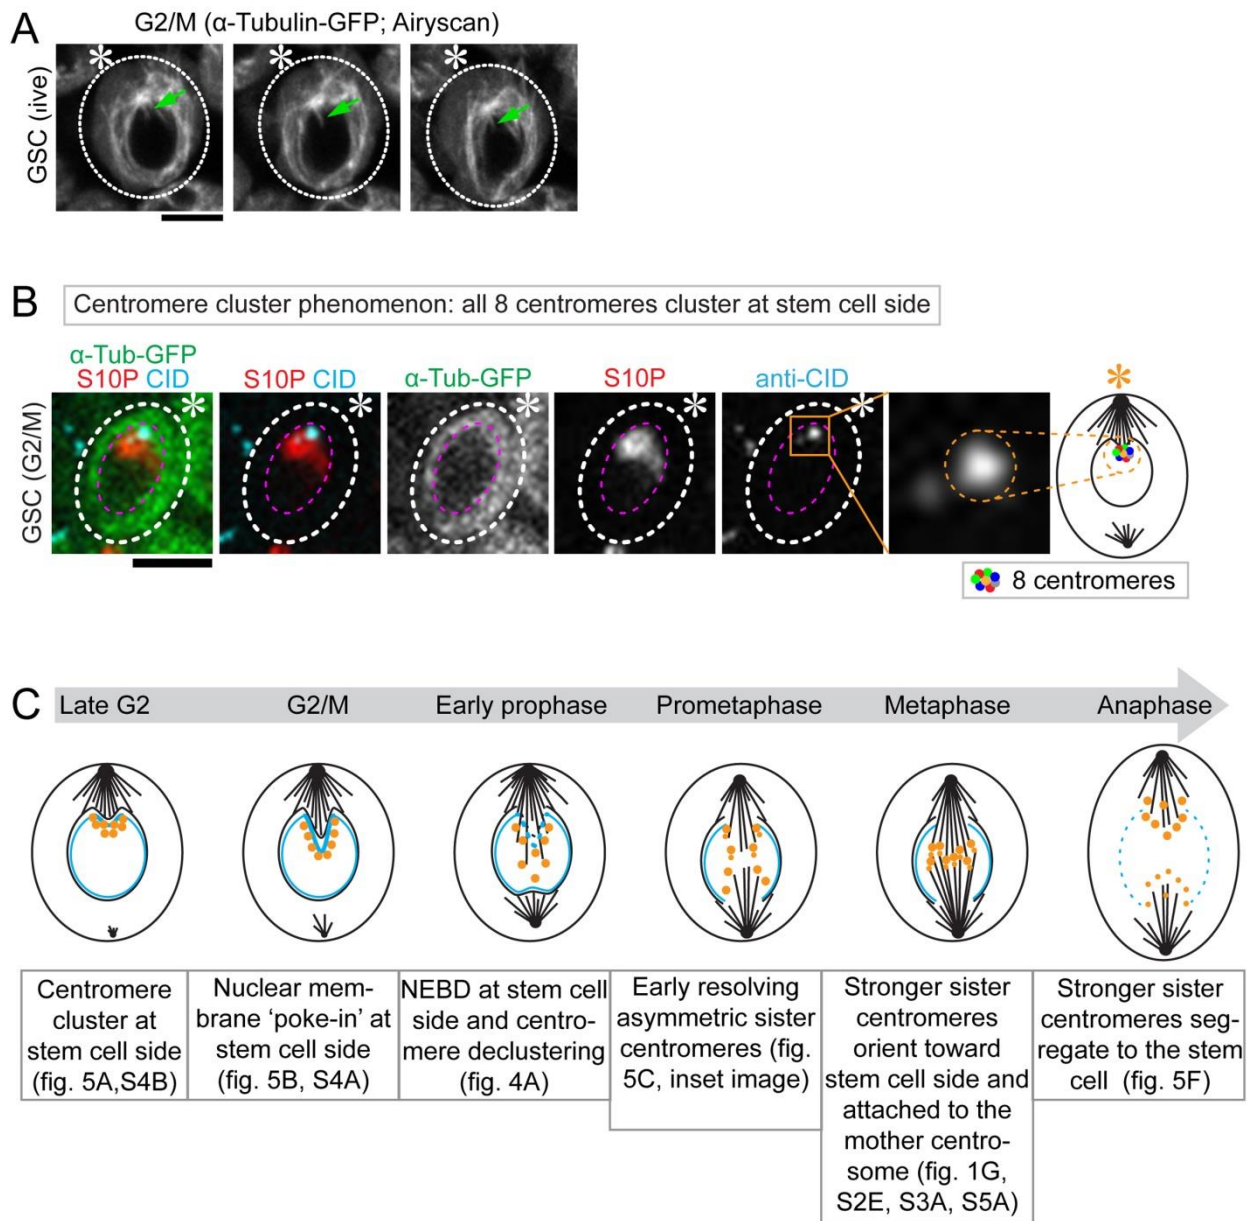 A
G2/M (α-Tubulin-GFP; Airyscan)
GSC (live)
B
Centromere cluster phenomenon: all 8 centromeres cluster at stem cell side
α-Tub-GFP
S10P CID
S10P CID
α-Tub-GFP
S10P
anti-CID
GSC (G2/M)
8 centromeres
C
Late G2
G2/M
Early prophase
Prometaphase
Metaphase
Anaphase
Centromere
cluster at
stem cell side
(fig. 5A,S4B)
Nuclear mem-
brane ‘poke-in’ at
stem cell side
(fig. 5B, S4A)
NEBD at stem cell
side and centro-
mere declustering
(fig. 4A)
Early resolving
asymmetric sister
centromeres (fig.
5C, inset image)
Stronger sister
centromeres
orient toward
stem cell side and
attached to the
mother centro-
some (fig. 1G,
S2E, S3A, S5A)
Stronger sister
centromeres seg-
regate to the stem
cell (fig. 5F)